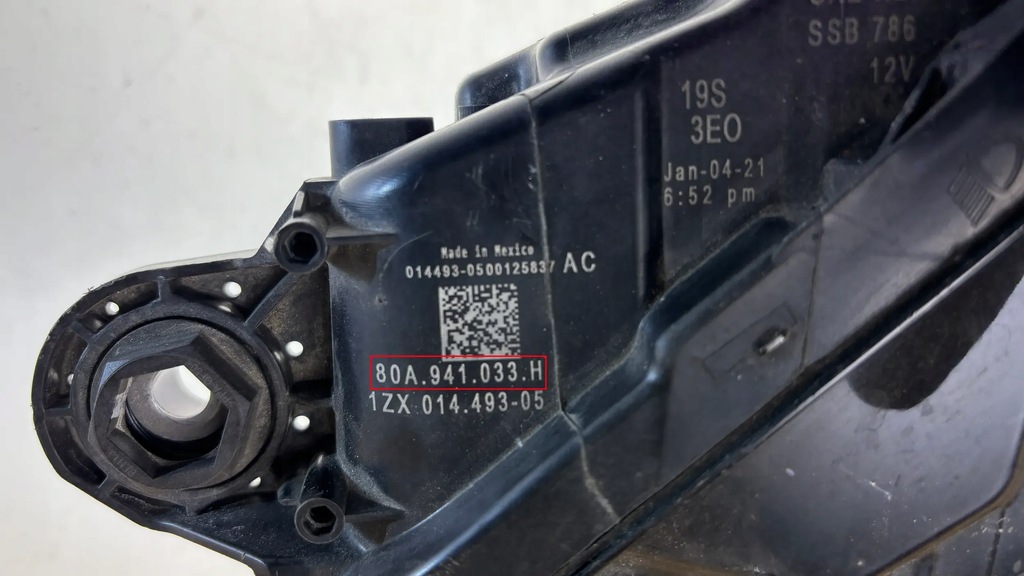 SSB 786
12V
19S
3EO
Jan-04-21
6:52 pm
Made in Mexico
014493-0500125837 AC
80A.941.033.H
1ZX 014.493-05